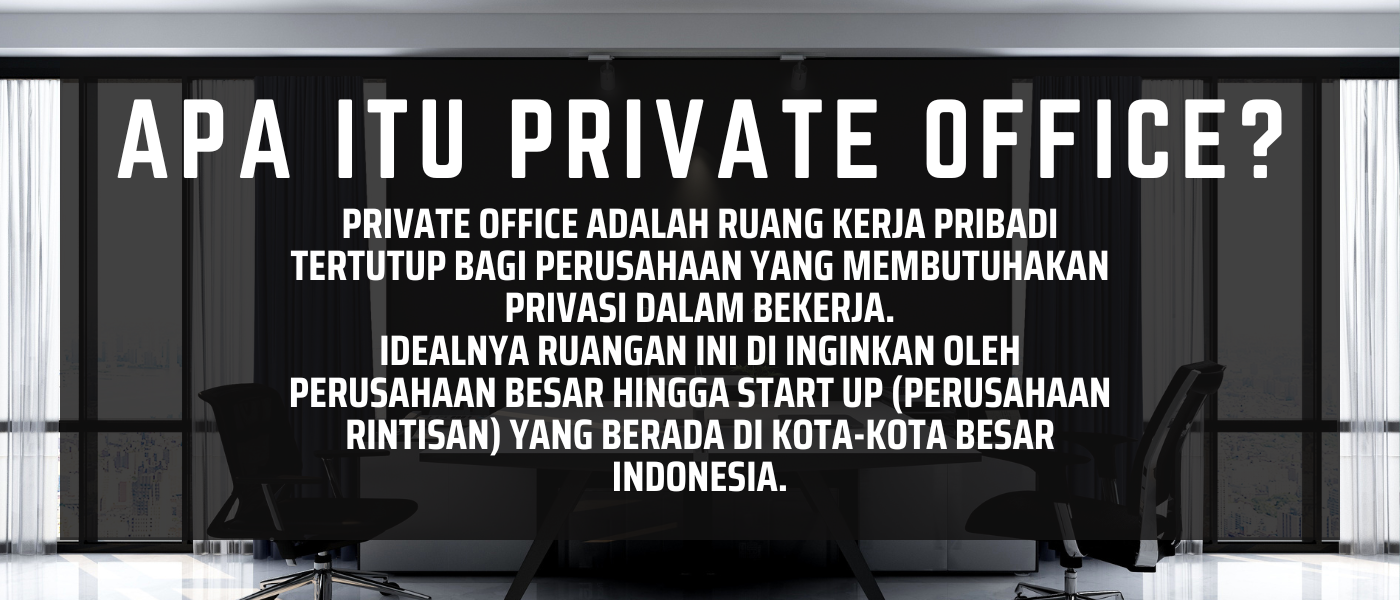 APA ITU PRIVATE OFFICE?
PRIVATE OFFICE ADALAH RUANG KERJA PRIBADI
TERTUTUP BAGI PERUSAHAAN YANG MEMBUTUHAKAN
PRIVASI DALAM BEKERJA.
IDEALNYA RUANGAN INI DI INGINKAN OLEH
PERUSAHAAN BESAR HINGGA START UP (PERUSAHAAN
RINTISAN) YANG BERADA DI KOTA-KOTA BESAR
INDONESIA.